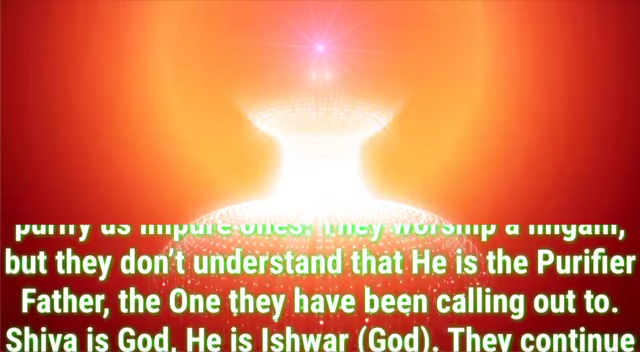 purify us impure ones! They worship a lingam,
but they don't understand that He is the Purifier
Father, the One they have been calling out to.
Shiva is God, He is Ishwar (God). They continue